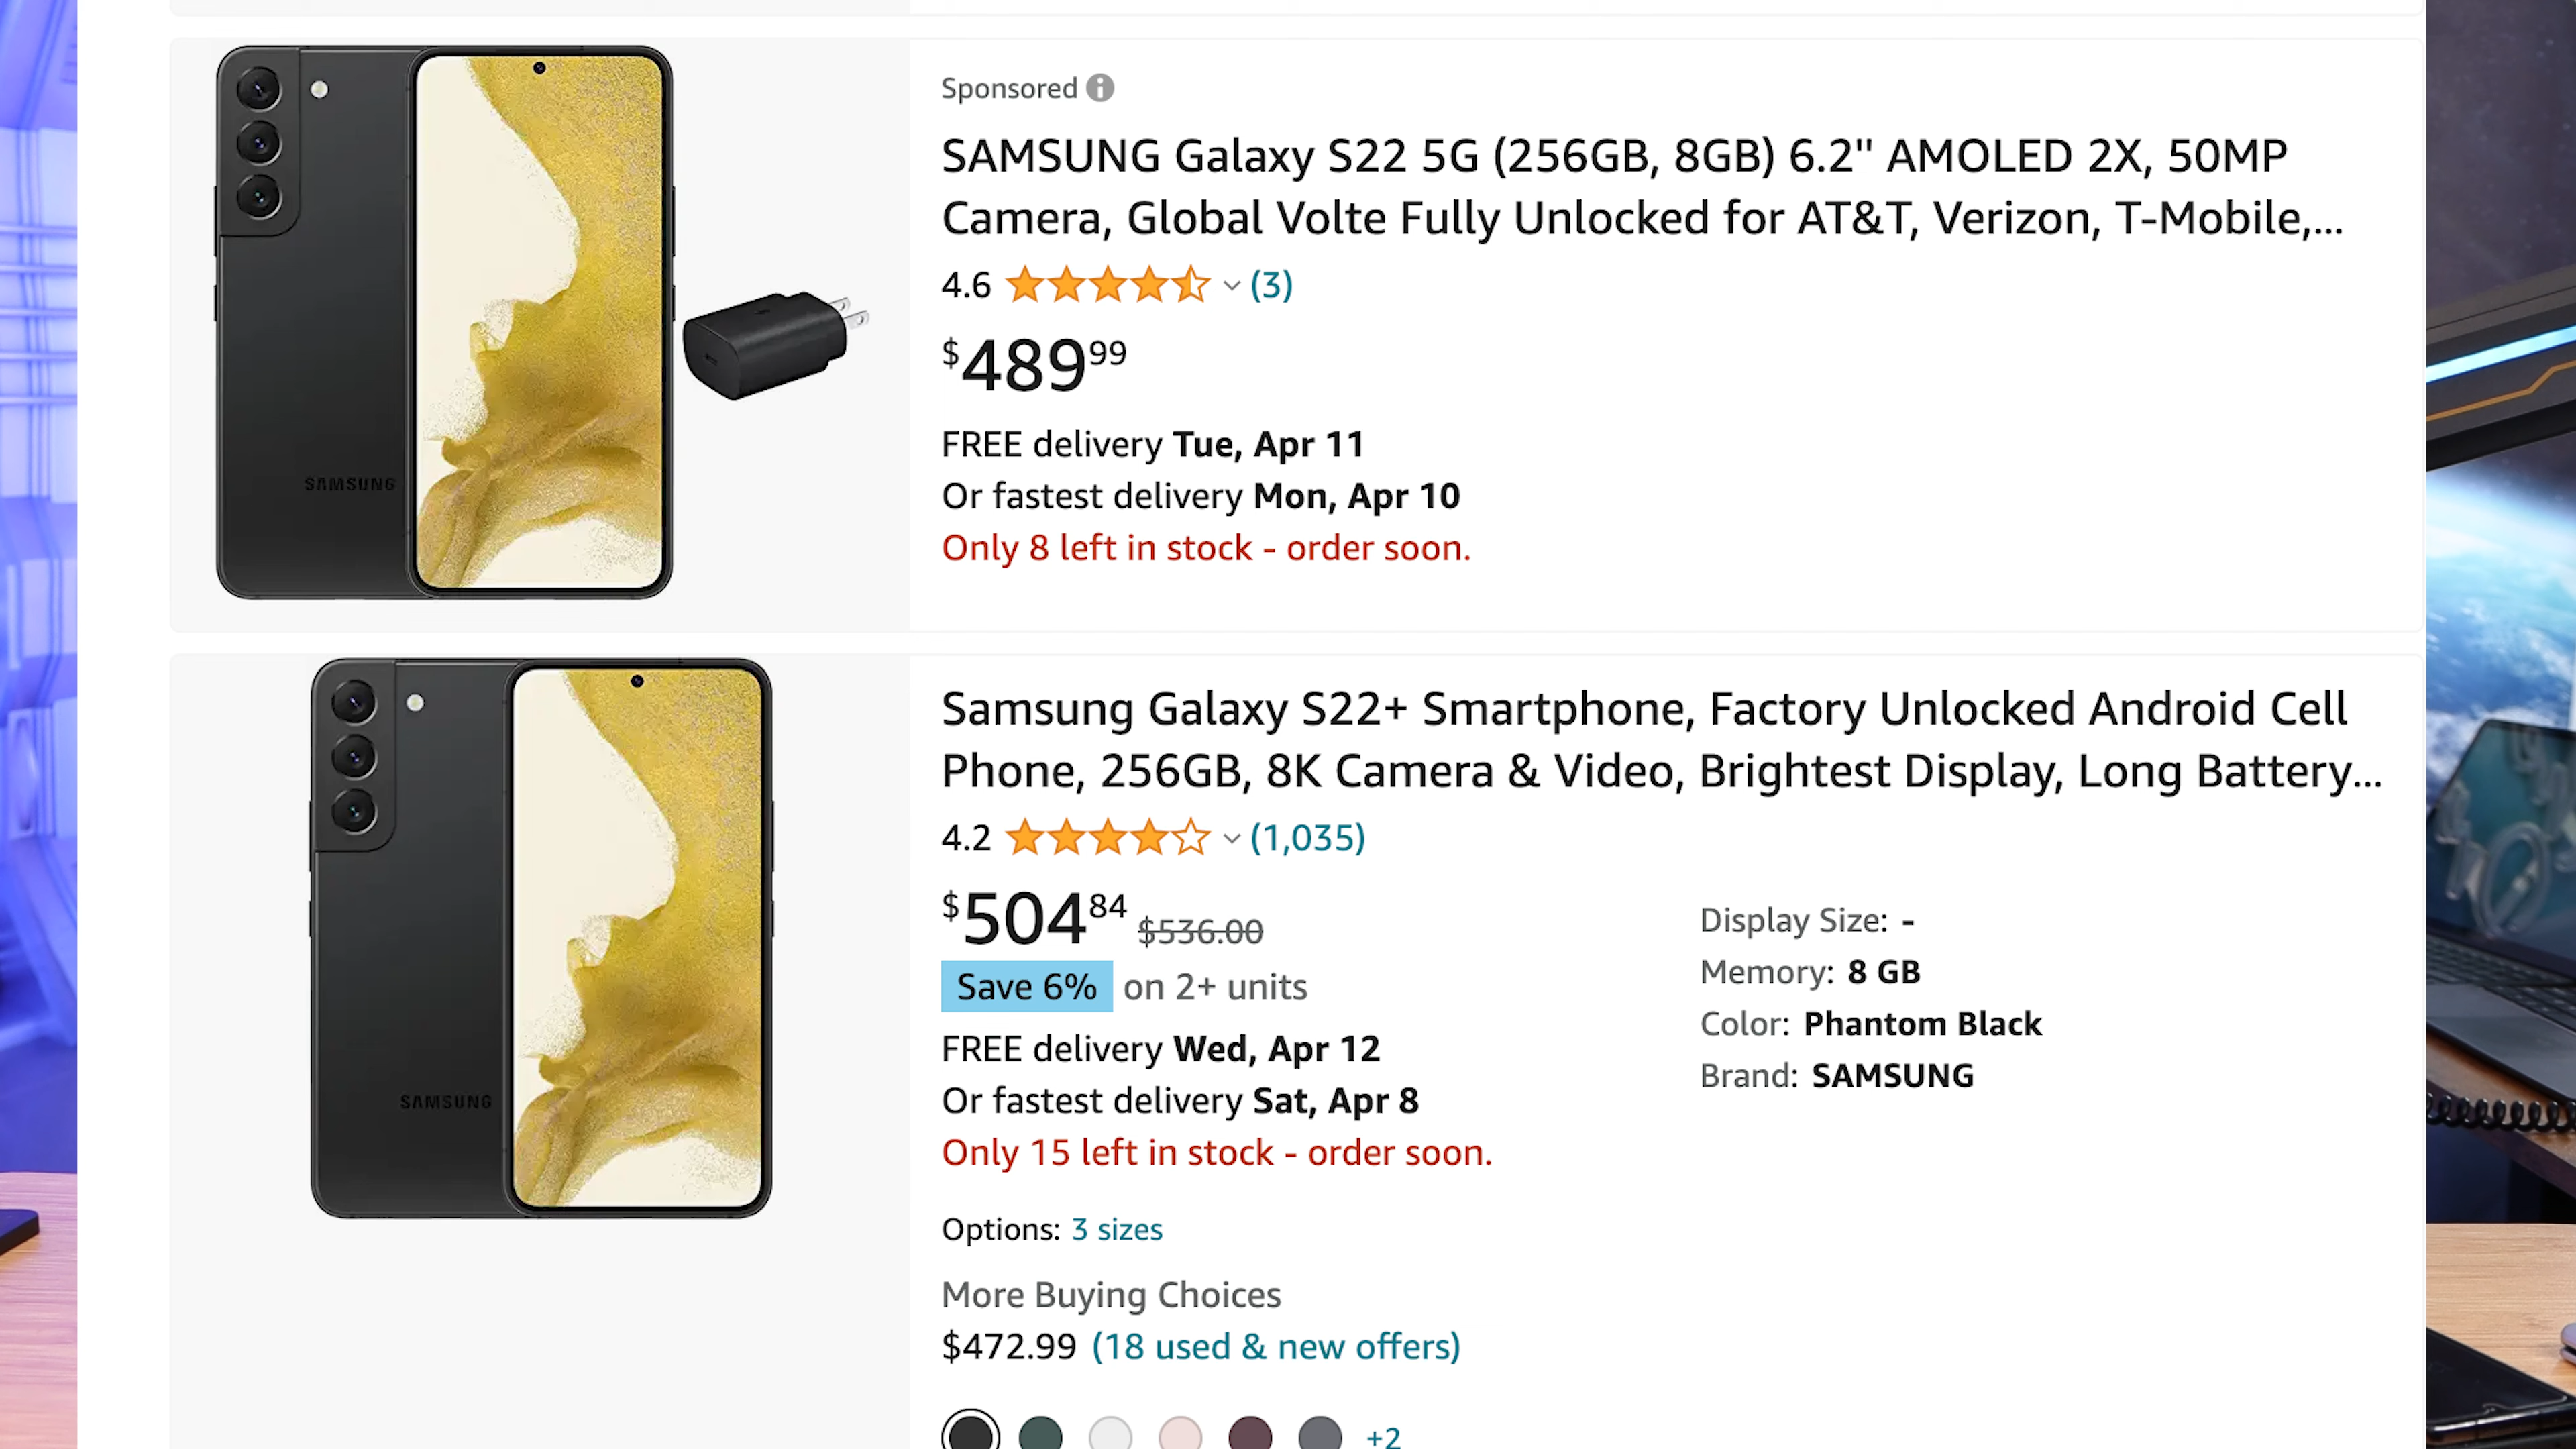 Sponsored
SAMSUNG Galaxy S22 5G (256GB, 8GB) 6.2" AMOLED 2X, 50MP
Camera, Global Volte Fully Unlocked for AT&T, Verizon, T-Mobile,...
4.6 (3)
$489.99
FREE delivery Tue, Apr 11
Or fastest delivery Mon, Apr 10
Only 8 left in stock - order soon.
SAMSUNG
Samsung Galaxy S22+ Smartphone, Factory Unlocked Android Cell
Phone, 256GB, 8K Camera & Video, Brightest Display, Long Battery...
4.2 (1,035)
$504.84 $536.00
Save 6% on 2+ units
FREE delivery Wed, Apr 12
Or fastest delivery Sat, Apr 8
Only 15 left in stock - order soon.
Display Size: -
Memory: 8 GB
Color: Phantom Black
Brand: SAMSUNG
SAMSUNG
Options: 3 sizes
More Buying Choices
$472.99 (18 used & new offers)
+2